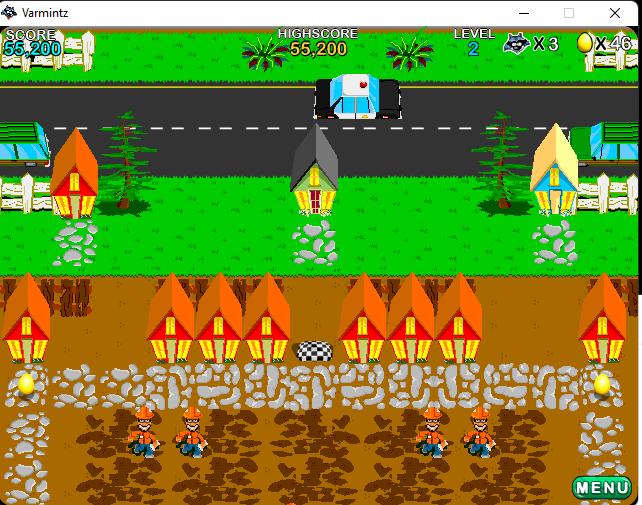 Varmintz
SCORE
55,200
HIGHSCORE
55,200
LEVEL
2
X 3
X 46
MENU